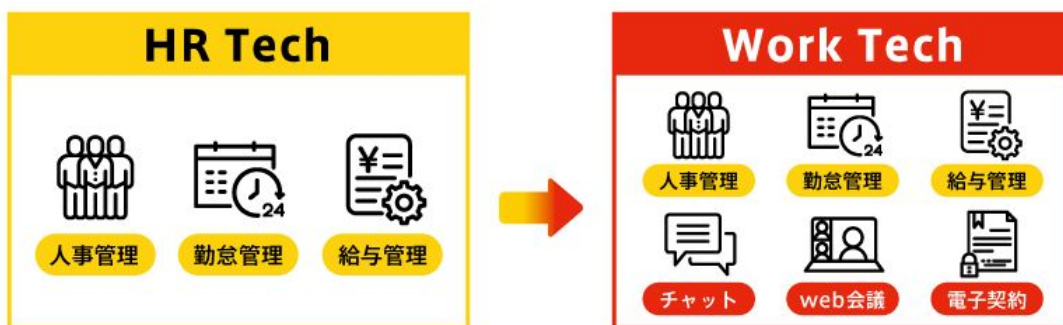 HR Tech
人事管理
勤怠管理
24
給与管理
Work Tech
人事管理
勤怠管理
24
給与管理
チャット
web会議
電子契約